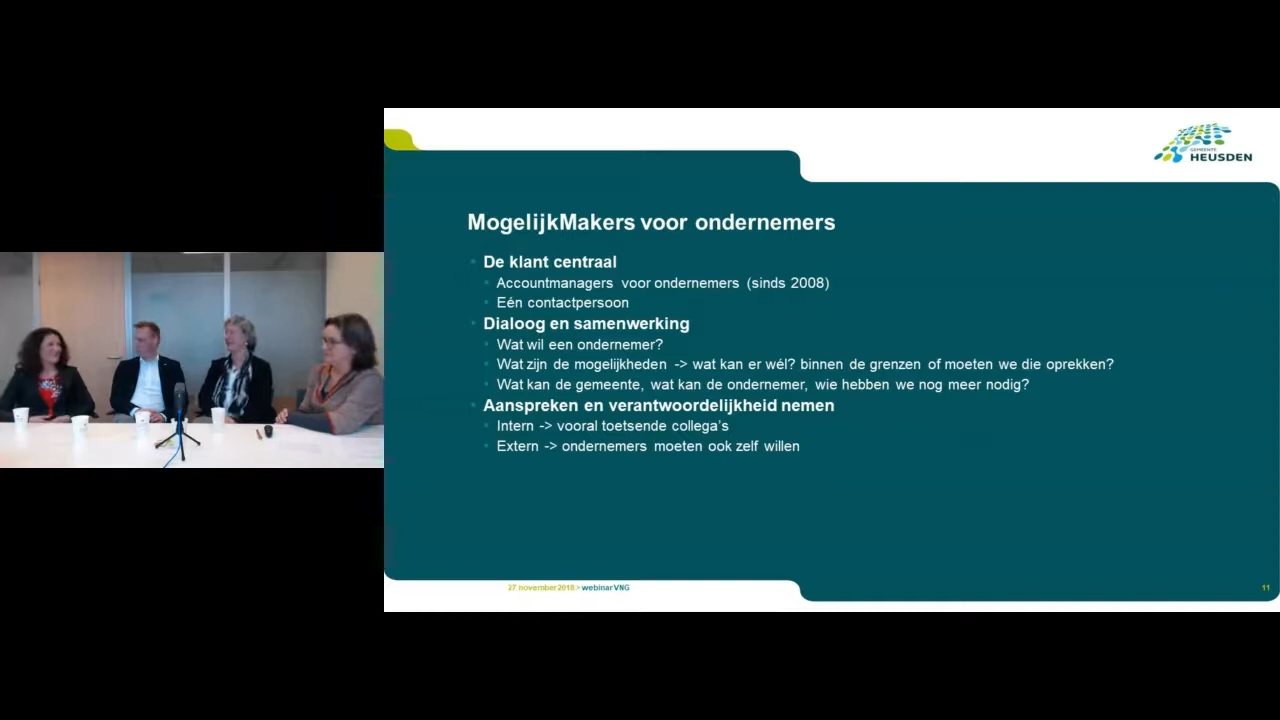 GEMEENTE
HEUSDEN
MogelijkMakers voor ondernemers
De klant centraal
Accountmanagers voor ondernemers (sinds 2008)
Eén contactpersoon
Dialoog en samenwerking
Wat wil een ondernemer?
Wat zijn de mogelijkheden -> wat kan er wél? binnen de grenzen of moeten we die oprekken?
Wat kan de gemeente, wat kan de ondernemer, wie hebben we nog meer nodig?
Aanspreken en verantwoordelijkheid nemen
Intern -> vooral toetsende collega's
Extern -> ondernemers moeten ook zelf willen
27 november 2018 > webinar VNG
11